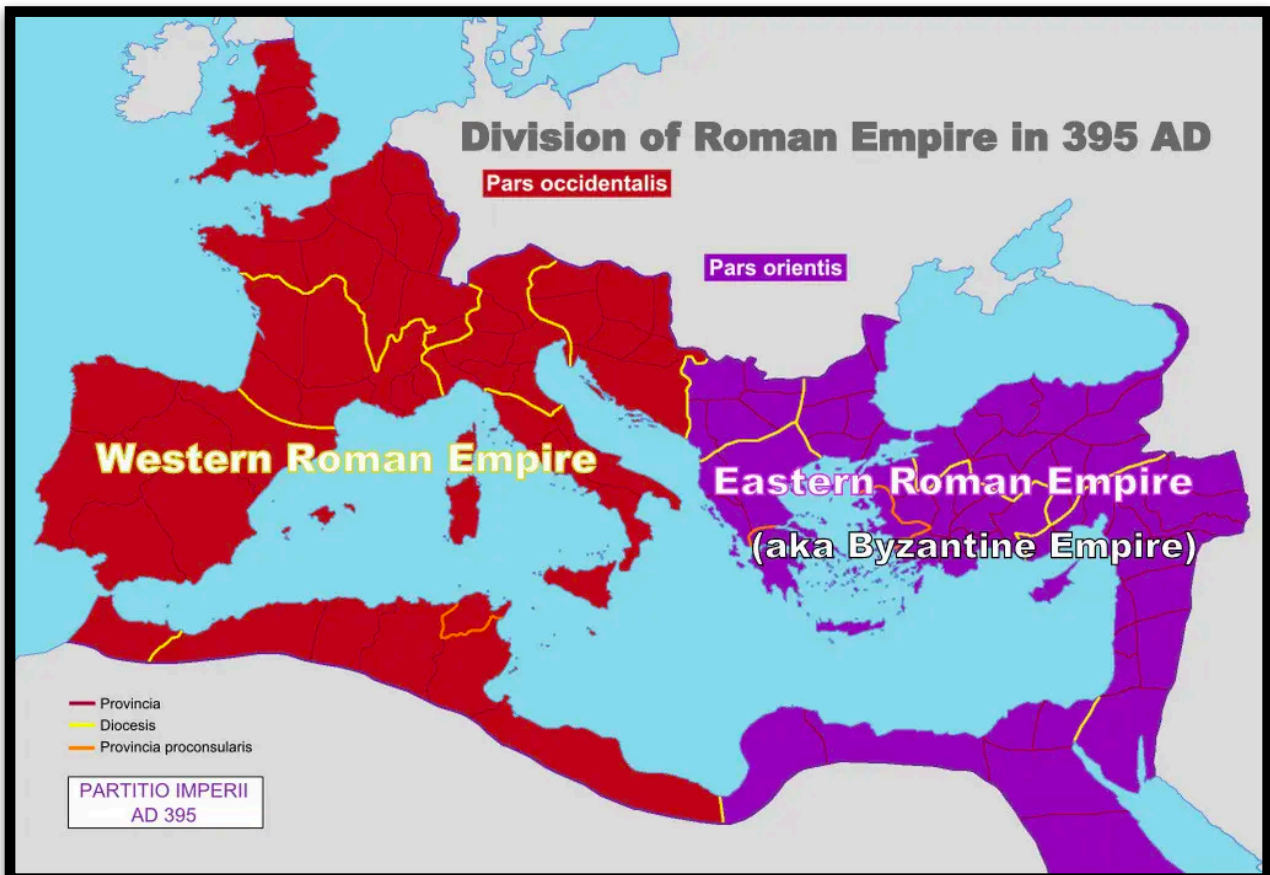 Division of Roman Empire in 395 AD
Pars occidentalis
Pars orientis
Western Roman Empire
Eastern Roman Empire
(aka Byzantine Empire)
Provincia
Diocesis
Provincia proconsularis
PARTITIO IMPERII
AD 395